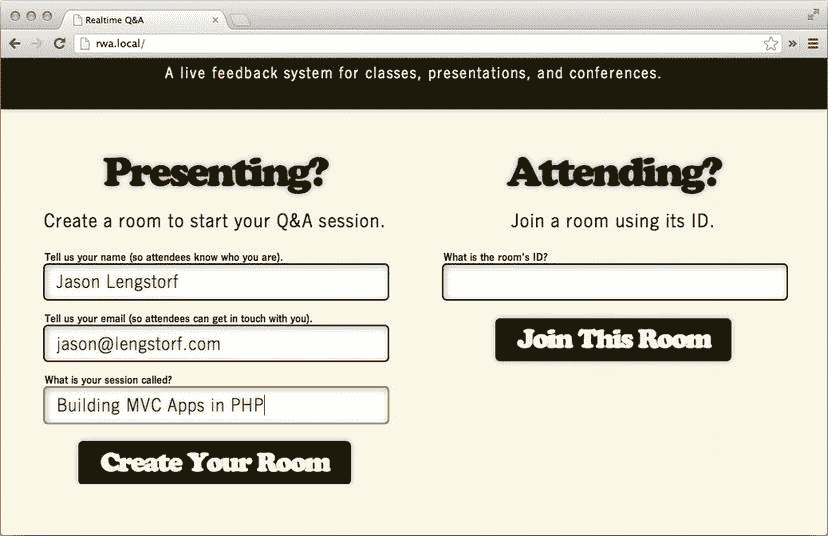 Realtime Q&A
rwa.local/
A live feedback system for classes, presentations, and conferences.
Presenting?
Create a room to start your Q&A session.
Tell us your name (so attendees know who you are).
Jason Lengstorf
Tell us your email (so attendees can get in touch with you).
jason@lengstorf.com
What is your session called?
Building MVC Apps in PHP
Create Your Room
Attending?
Join a room using its ID.
What is the room's ID?
Join This Room